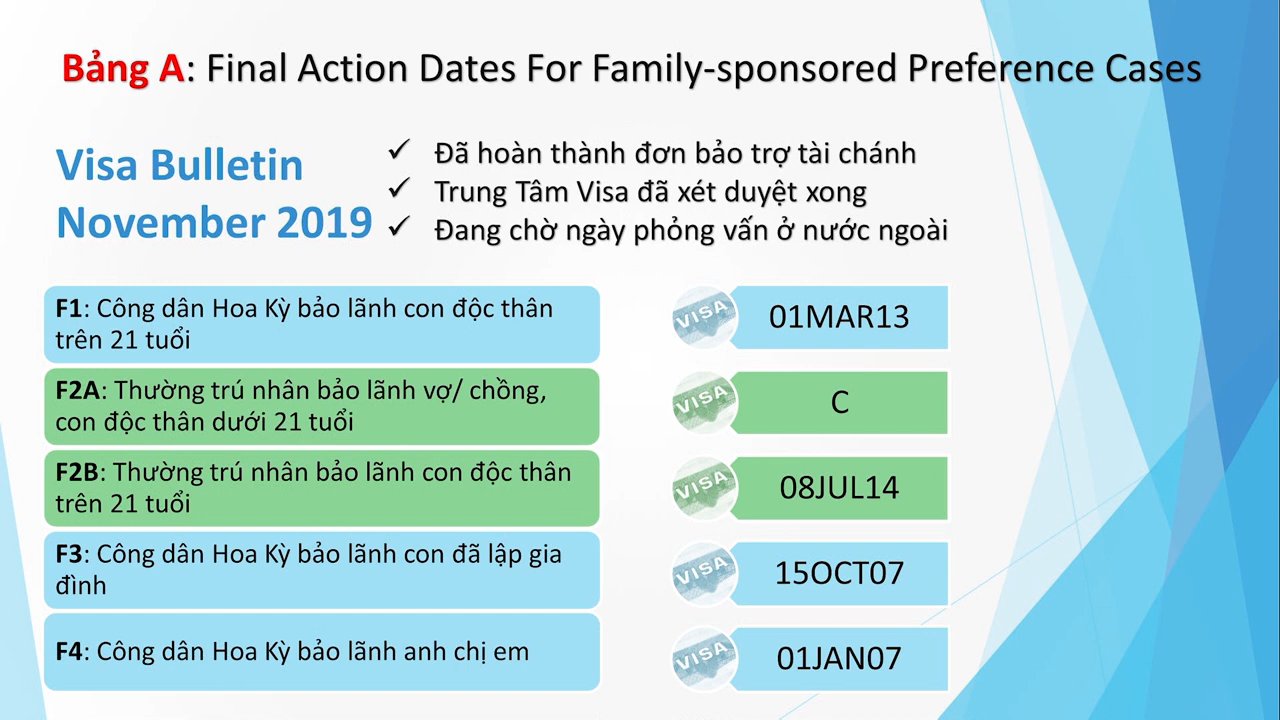 Bảng A: Final Action Dates For Family-sponsored Preference Cases
Visa Bulletin
November 2019
✓ Đã hoàn thành đơn bảo trợ tài chánh
✓ Trung Tâm Visa đã xét duyệt xong
✓ Đang chờ ngày phỏng vấn ở nước ngoài
F1: Công dân Hoa Kỳ bảo lãnh con độc thân
trên 21 tuổi
VISA
01MAR13
F2A: Thường trú nhân bảo lãnh vợ/ chồng,
con độc thân dưới 21 tuổi
VISA
C
F2B: Thường trú nhân bảo lãnh con độc thân
trên 21 tuổi
VISA
08JUL14
F3: Công dân Hoa Kỳ bảo lãnh con đã lập gia
đình
VISA
15OCT07
F4: Công dân Hoa Kỳ bảo lãnh anh chị em
VISA
01JAN07